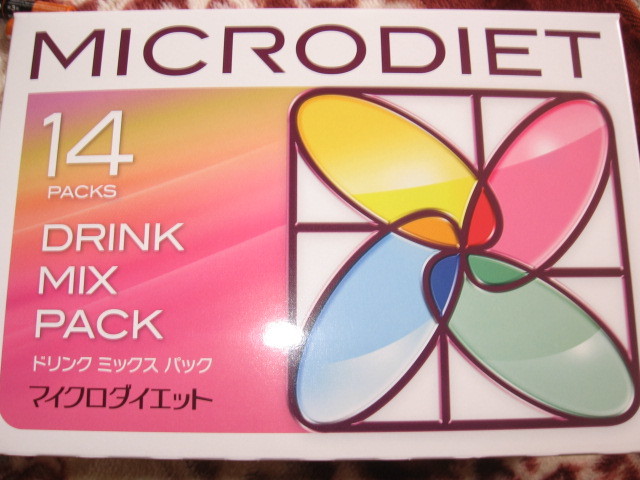 MICRODIET
14
PACKS
DRINK
MIX
PACK
ドリンク ミックス パック
マイクロダイエット